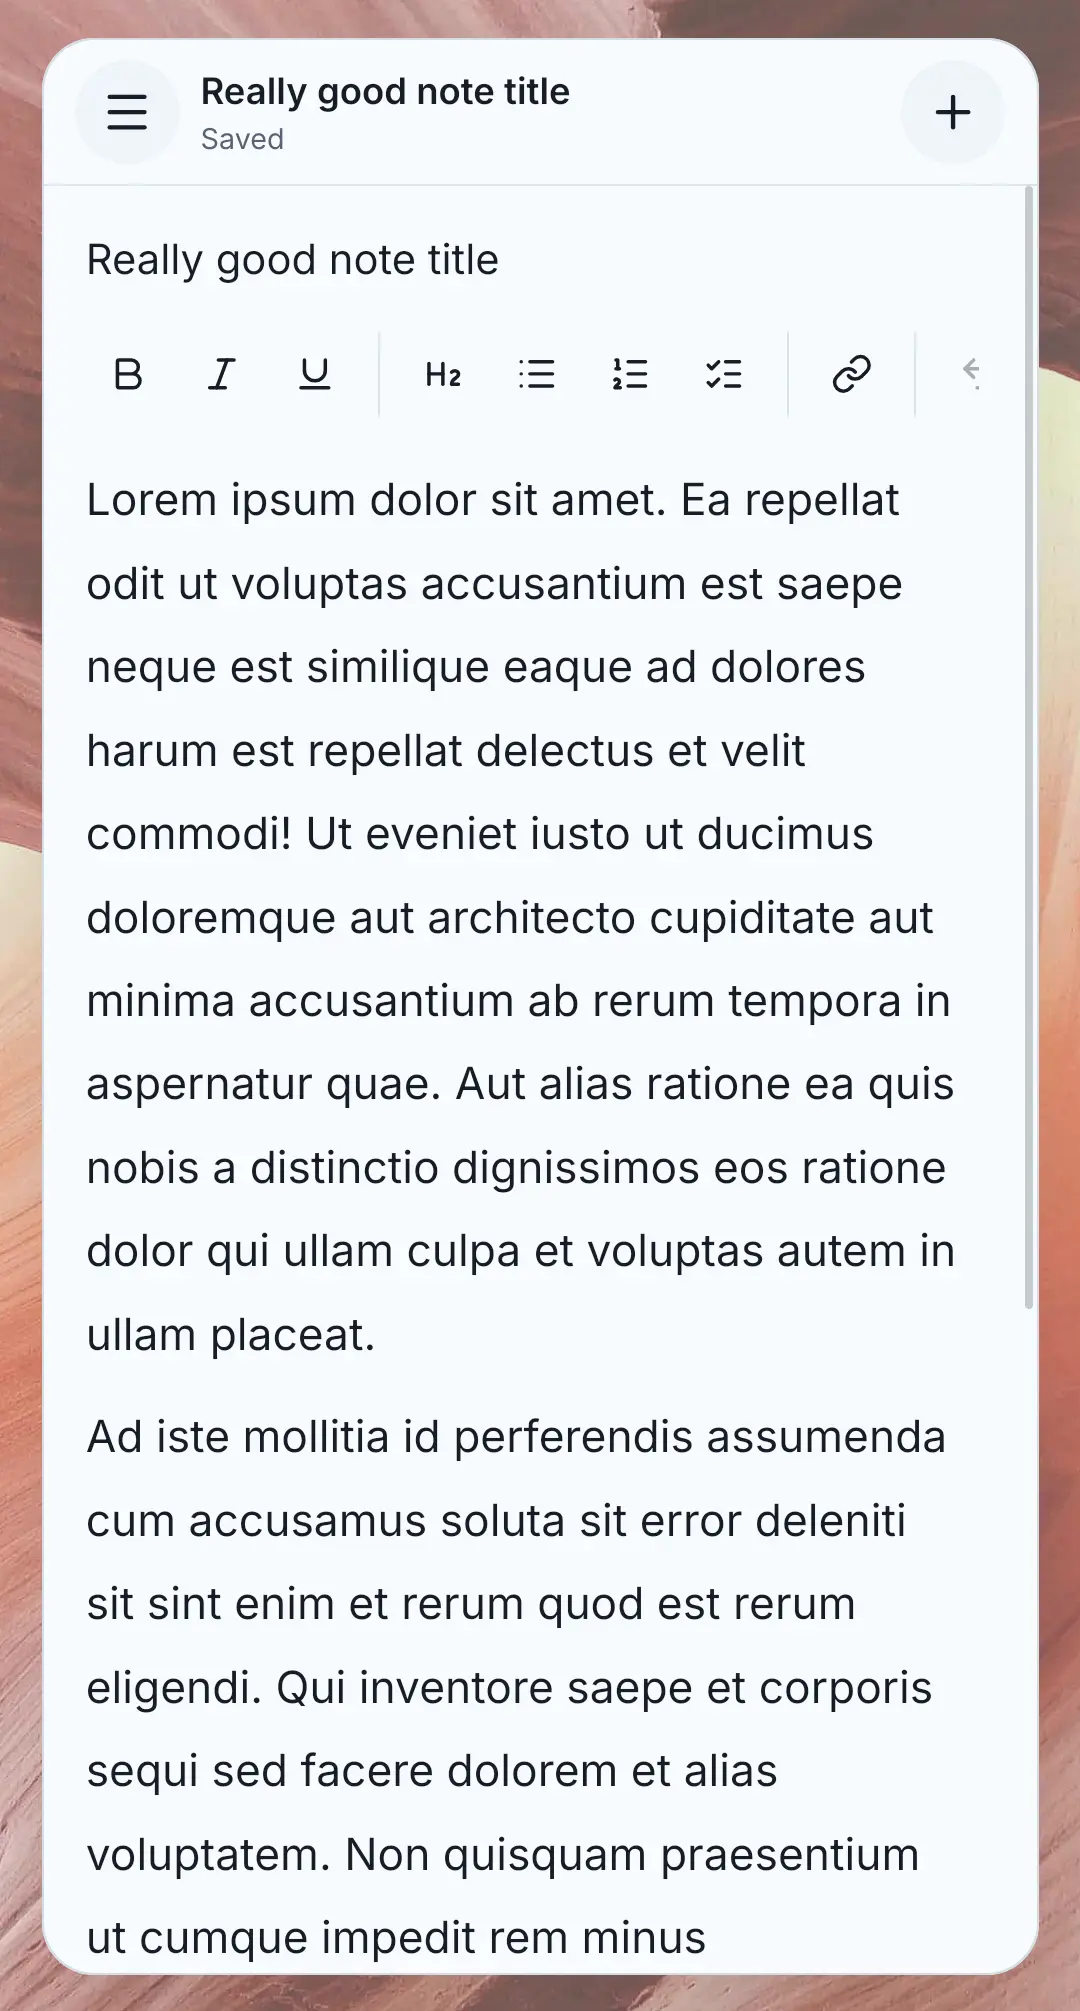 Really good note title
Saved
Really good note title
B I U H2
Lorem ipsum dolor sit amet. Ea repellat
odit ut voluptas accusantium est saepe
neque est similique eaque ad dolores
harum est repellat delectus et velit
commodi! Ut eveniet iusto ut ducimus
doloremque aut architecto cupiditate aut
minima accusantium ab rerum tempora in
aspernatur quae. Aut alias ratione ea quis
nobis a distinctio dignissimos eos ratione
dolor qui ullam culpa et voluptas autem in
ullam placeat.
Ad iste mollitia id perferendis assumenda
cum accusamus soluta sit error deleniti
sit sint enim et rerum quod est rerum
eligendi. Qui inventore saepe et corporis
sequi sed facere dolorem et alias
voluptatem. Non quisquam praesentium
ut cumque impedit rem minus